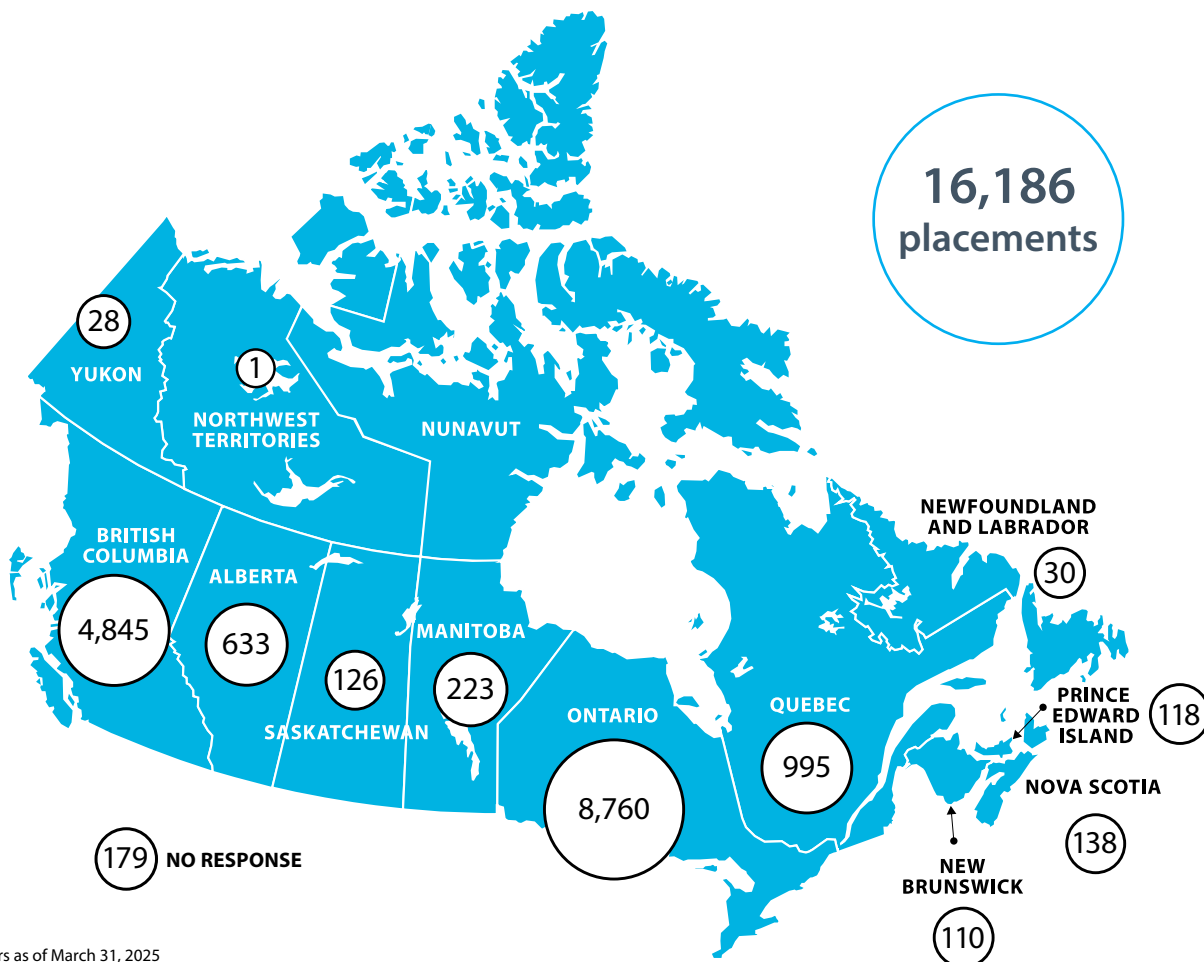 16,186
placements
28
YUKON
1
NORTHWEST
TERRITORIES
NUNAVUT
BRITISH
COLUMBIA
4,845
ALBERTA
633
126
SASKATCHEWAN
MANITOBA
223
ONTARIO
8,760
QUEBEC
995
NEWFOUNDLAND
AND LABRADOR
30
PRINCE
EDWARD
ISLAND
118
NOVA SCOTIA
138
NEW
BRUNSWICK
110
179 NO RESPONSE
as of March 31, 2025